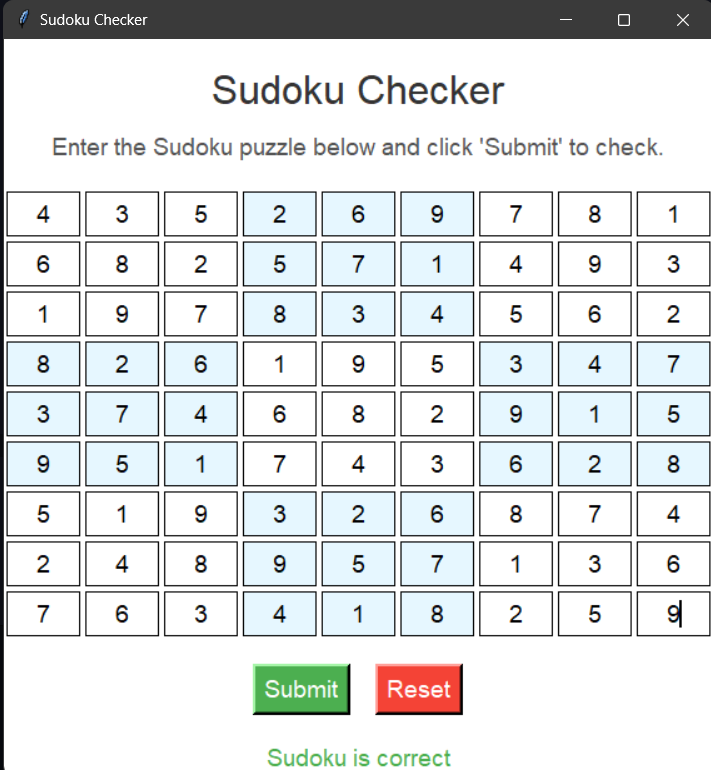 Sudoku Checker
Sudoku Checker
Enter the Sudoku puzzle below and click 'Submit' to check.
4 3 5 2 6 9 7 8 1
6 8 2 5 7 1 4 9 3
1 9 7 8 3 4 5 6 2
8 2 6 1 9 5 3 4 7
3 7 4 6 8 2 9 1 5
9 5 1 7 4 3 6 2 8
5 1 9 3 2 6 8 7 4
2 4 8 9 5 7 1 3 6
7 6 3 4 1 8 2 5 9
Submit Reset
Sudoku is correct